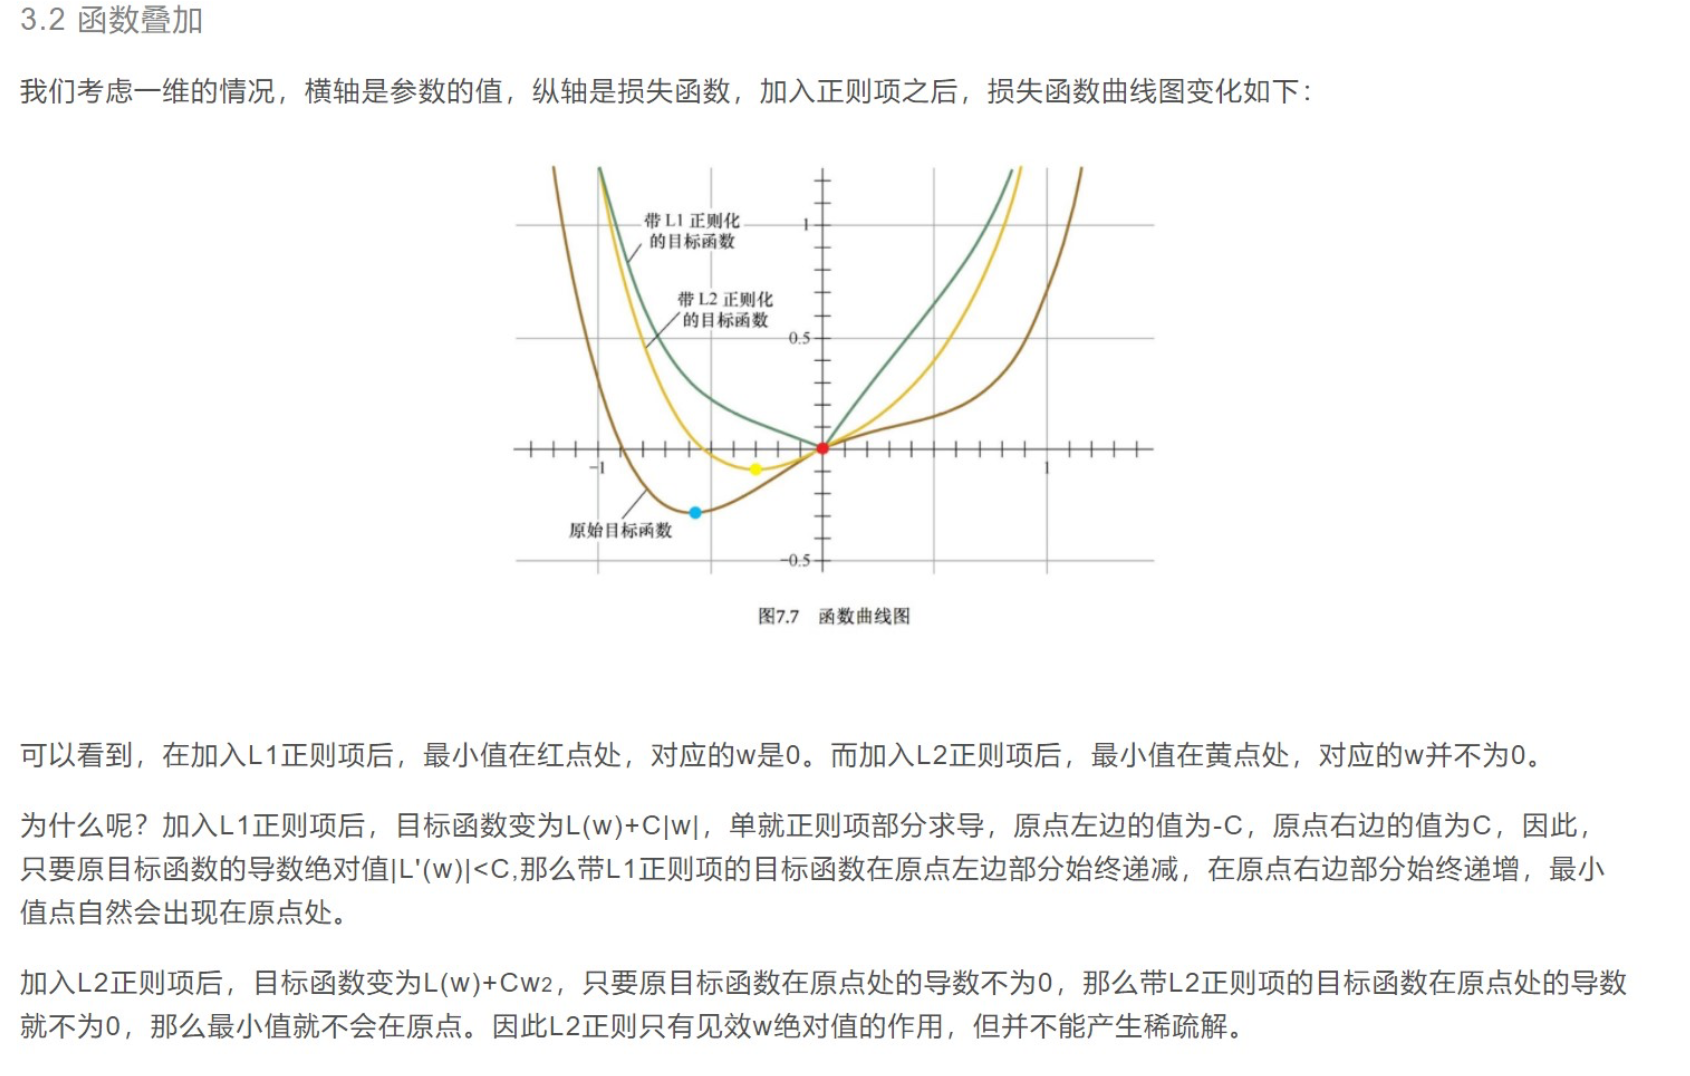 3.2 函数叠加
我们考虑一维的情况，横轴是参数的值，纵轴是损失函数，加入正则项之后，损失函数曲线图变化如下：
带 L1 正则化
的目标函数
1
带 L2 正则化
的目标函数
0.5
−1
1
原始目标函数
−0.5
图7.7 函数曲线图
可以看到，在加入L1正则项后，最小值在红点处，对应的w是0。而加入L2正则项后，最小值在黄点处，对应的w并不为0。
为什么呢？加入L1正则项后，目标函数变为L(w)+C|w|，单就正则项部分求导，原点左边的值为-C，原点右边的值为C，因此，
只要原目标函数的导数绝对值|L'(w)|<C,那么带L1正则项的目标函数在原点左边部分始终递减，在原点右边部分始终递增，最小
值点自然会出现在原点处。
加入L2正则项后，目标函数变为L(w)+Cw2，只要原目标函数在原点处的导数不为0，那么带L2正则项的目标函数在原点处的导数
就不为0，那么最小值就不会在原点。因此L2正则只有见效w绝对值的作用，但并不能产生稀疏解。